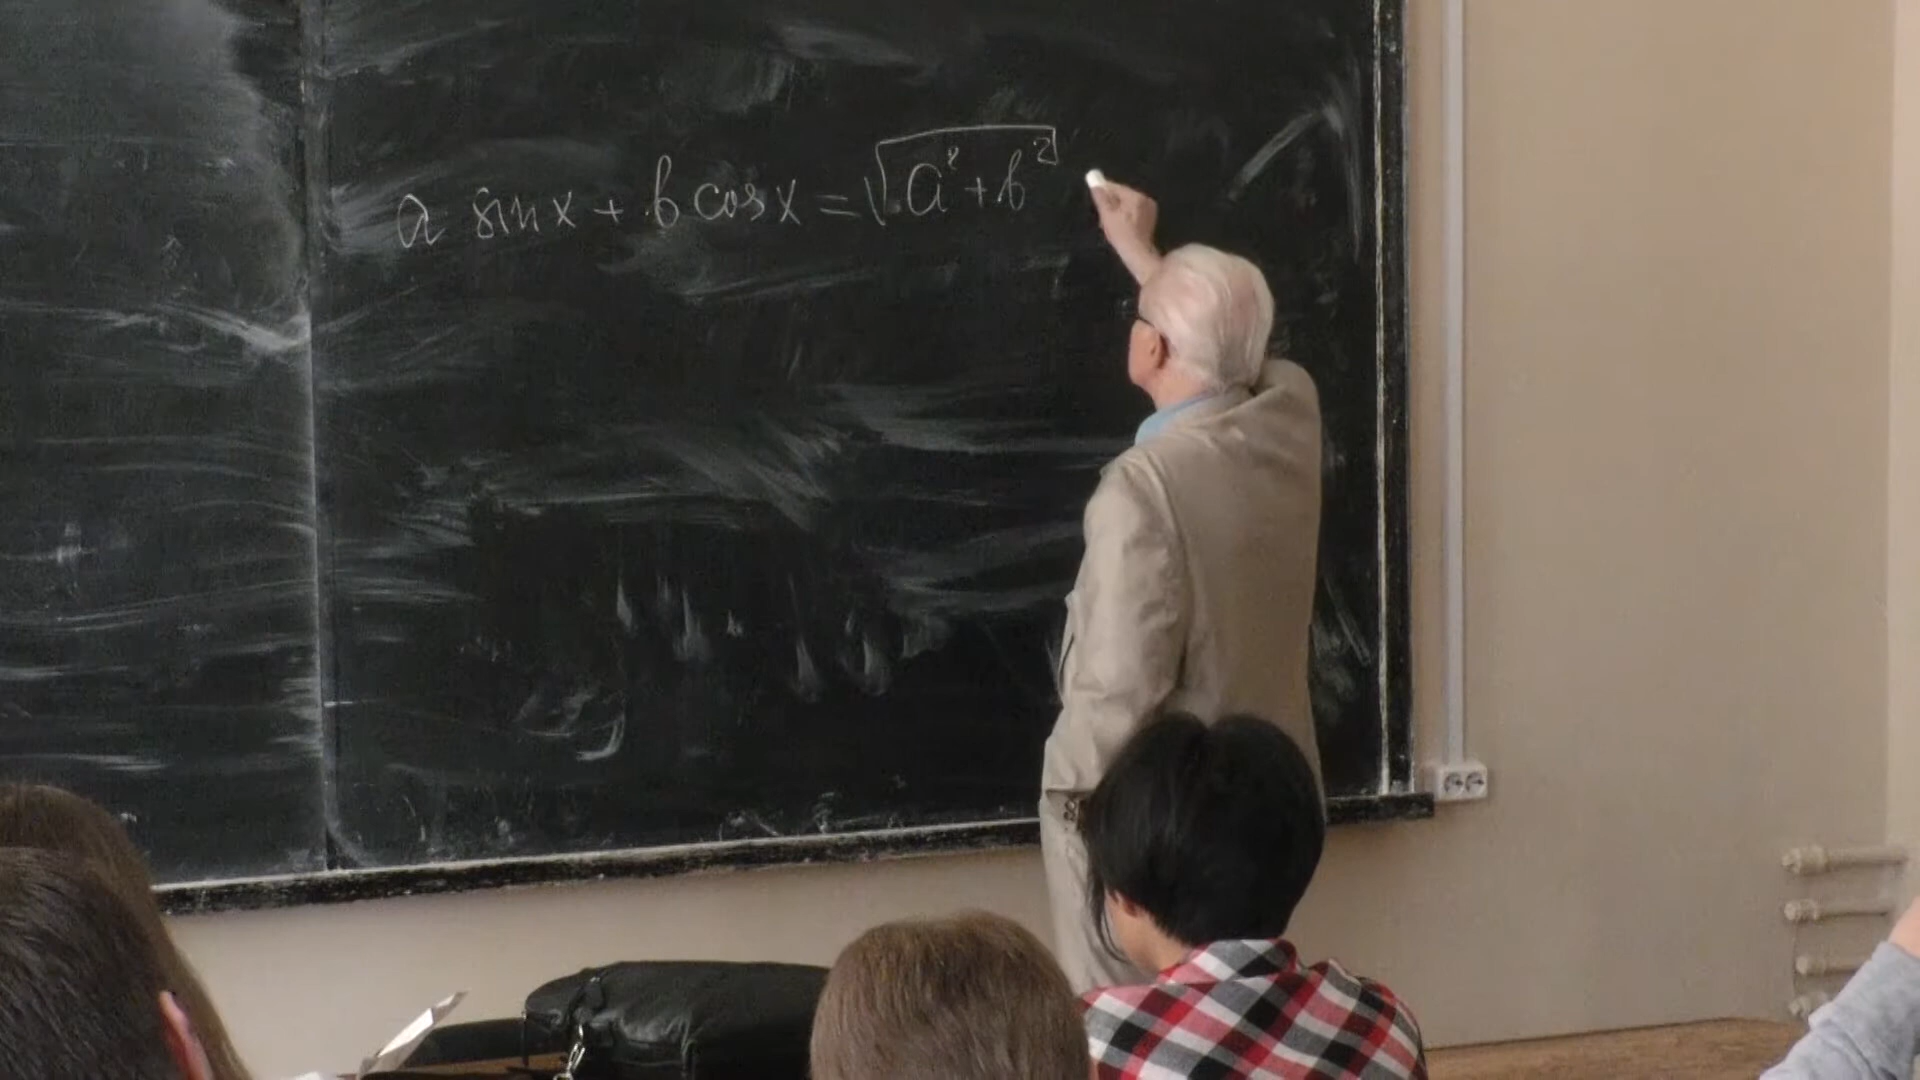 a sin x + b cos x = √(a² + b²)